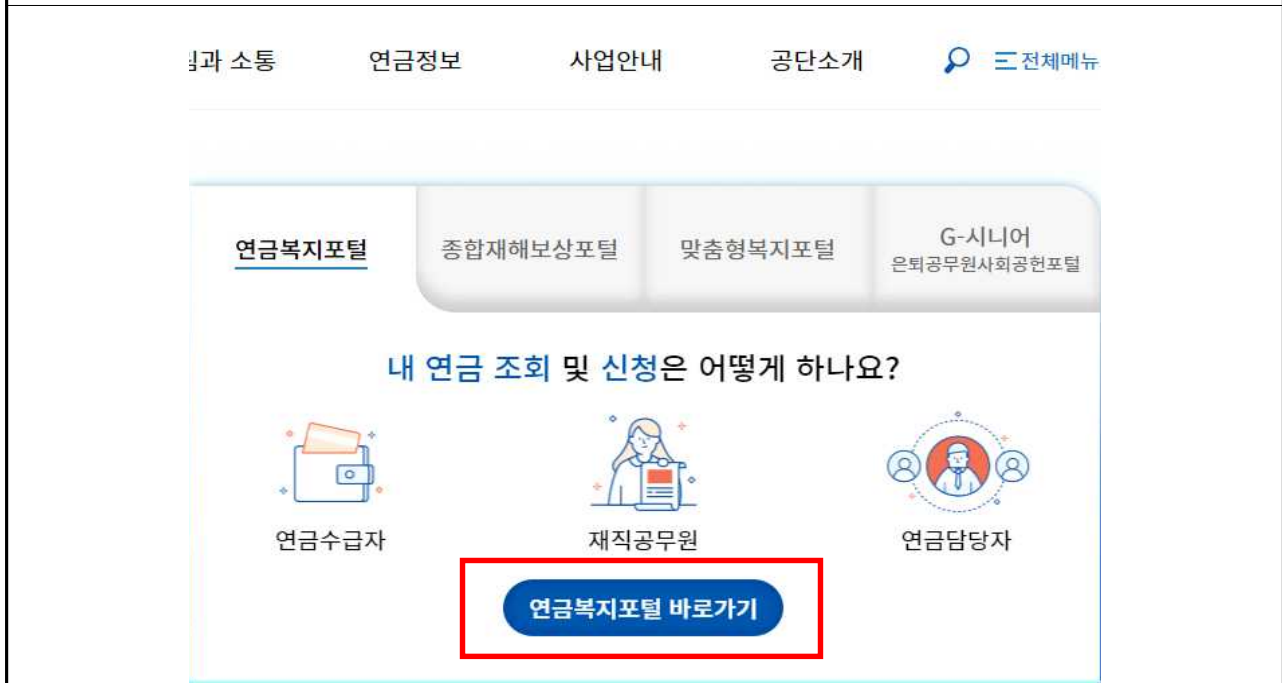 과 소통 연금정보 사업안내 공단소개 전체메뉴
연금복지포털 종합재해보상포털 맞춤형복지포털 G-시니어
은퇴공무원사회공헌포털
내 연금 조회 및 신청은 어떻게 하나요?
연금수급자 재직공무원 연금담당자
연금복지포털 바로가기